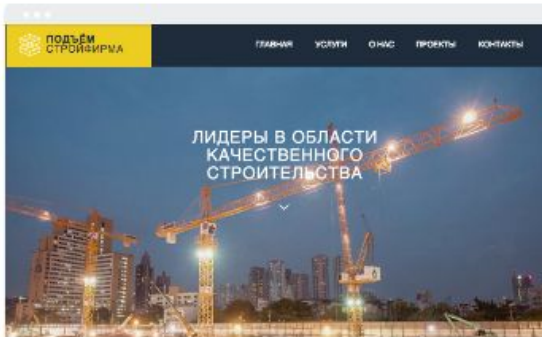 ПОДЪЁМ
СТРОЙФИРМА
ГЛАВНАЯ УСЛУГИ О НАС ПРОЕКТЫ КОНТАКТЫ
ЛИДЕРЫ В ОБЛАСТИ
КАЧЕСТВЕННОГО
СТРОИТЕЛЬСТВА